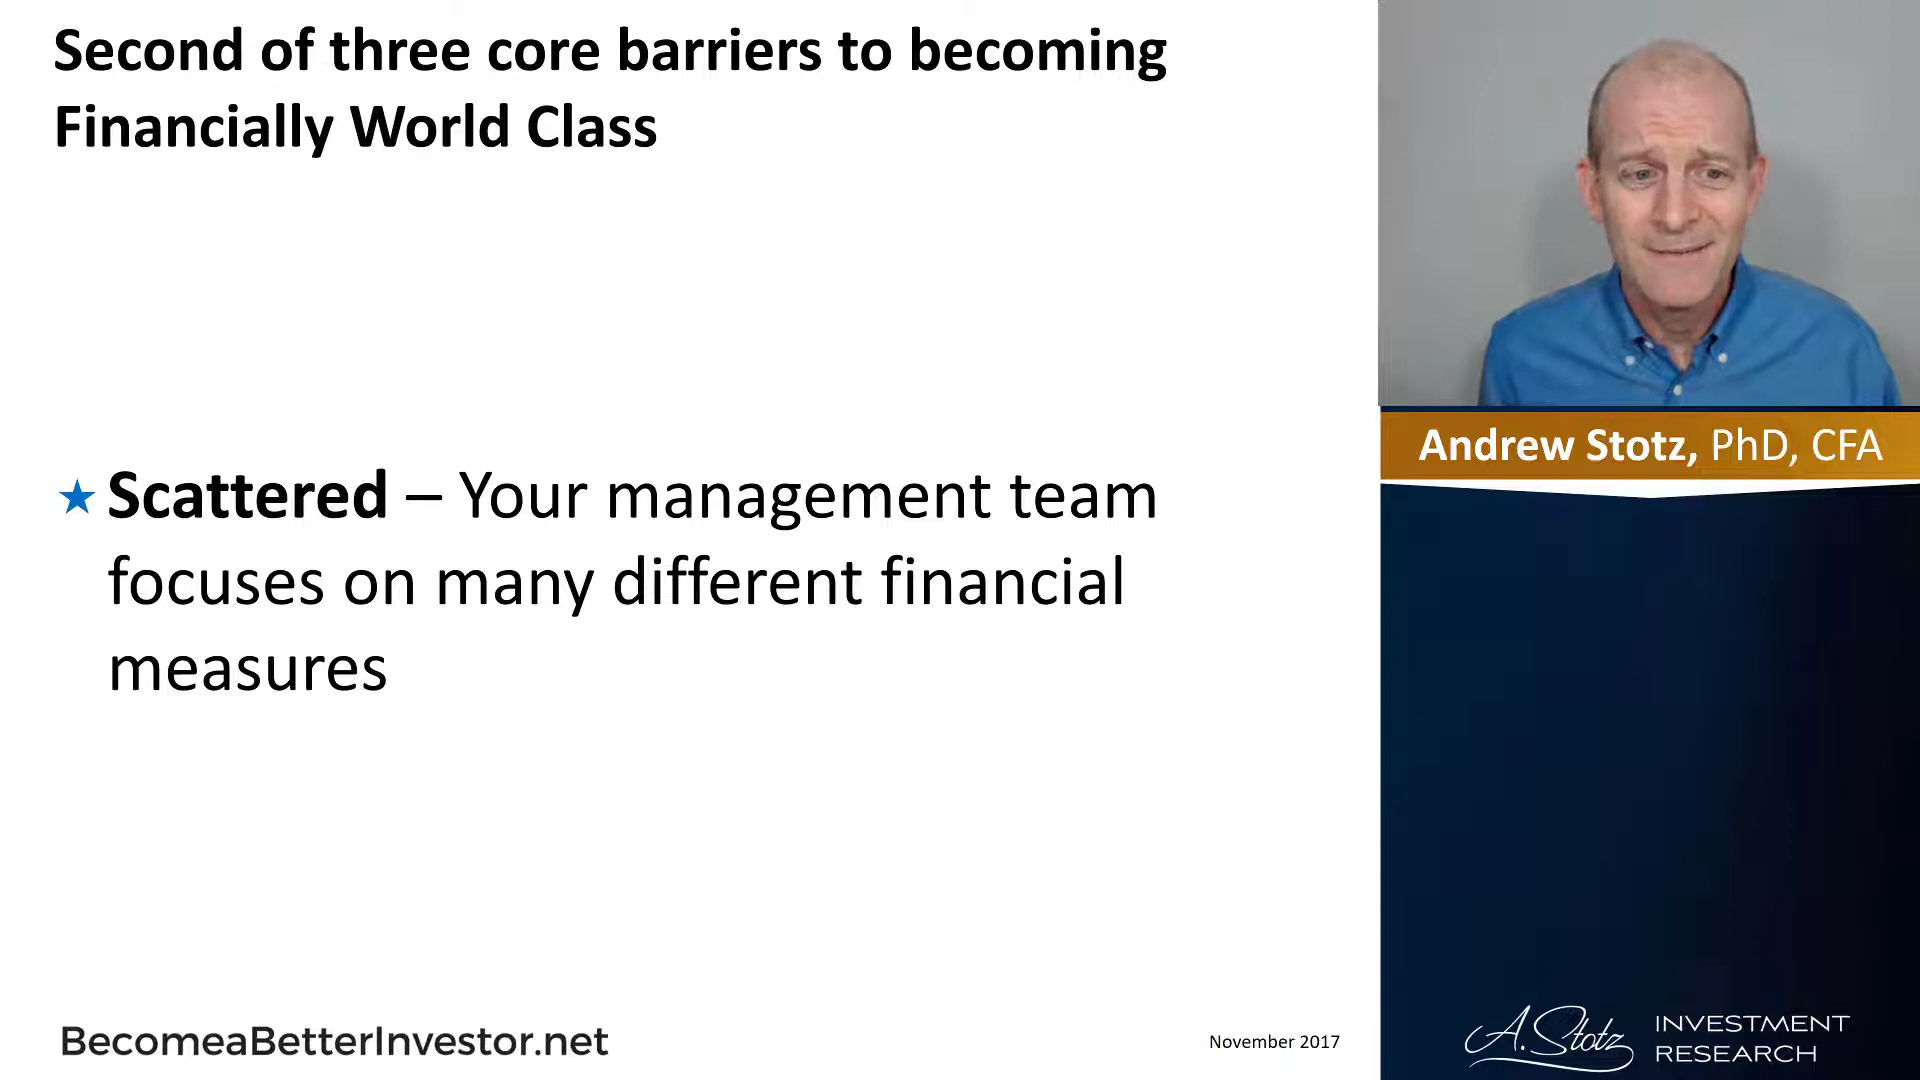 Second of three core barriers to becoming
Financially World Class
★ Scattered – Your management team
focuses on many different financial
measures
Andrew Stotz, PhD, CFA
BecomeaBetterInvestor.net
November 2017
A. Stotz INVESTMENT
RESEARCH